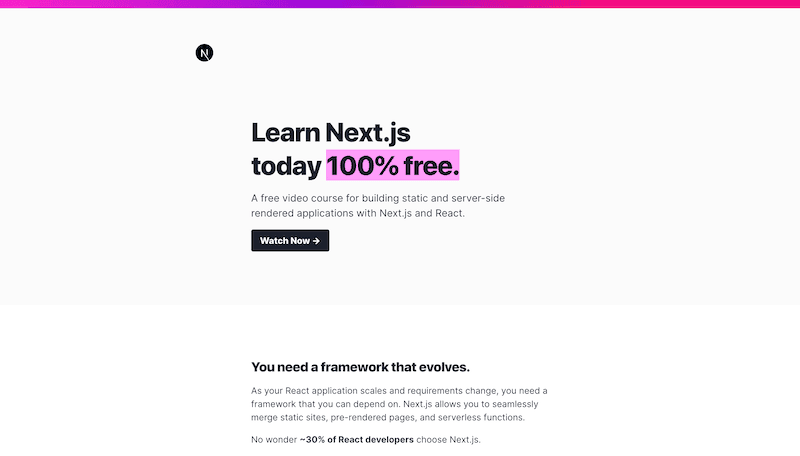 N
Learn Next.js
today 100% free.
A free video course for building static and server-side
rendered applications with Next.js and React.
Watch Now →
You need a framework that evolves.
As your React application scales and requirements change, you need a
framework that you can depend on. Next.js allows you to seamlessly
merge static sites, pre-rendered pages, and serverless functions.
No wonder ~30% of React developers choose Next.js.